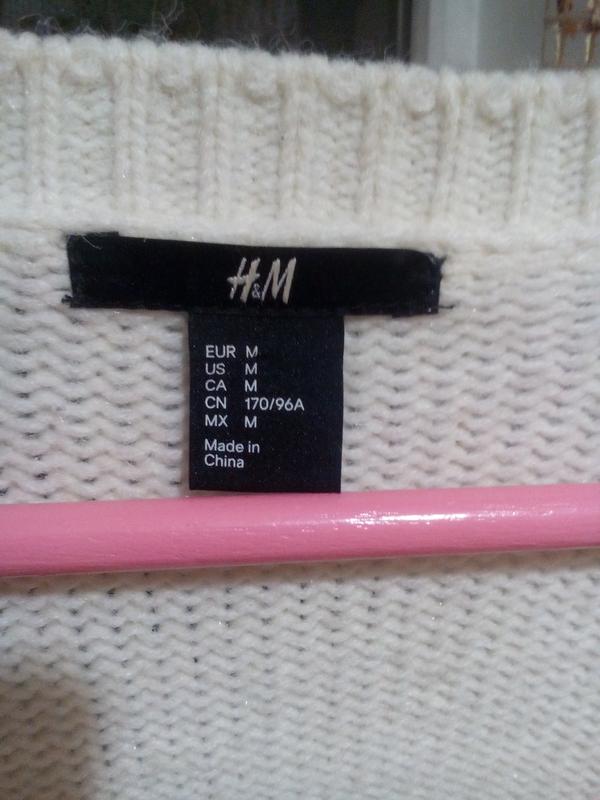 H&M
EUR M
US M
CA M
CN 170/96A
MX M
Made in
China